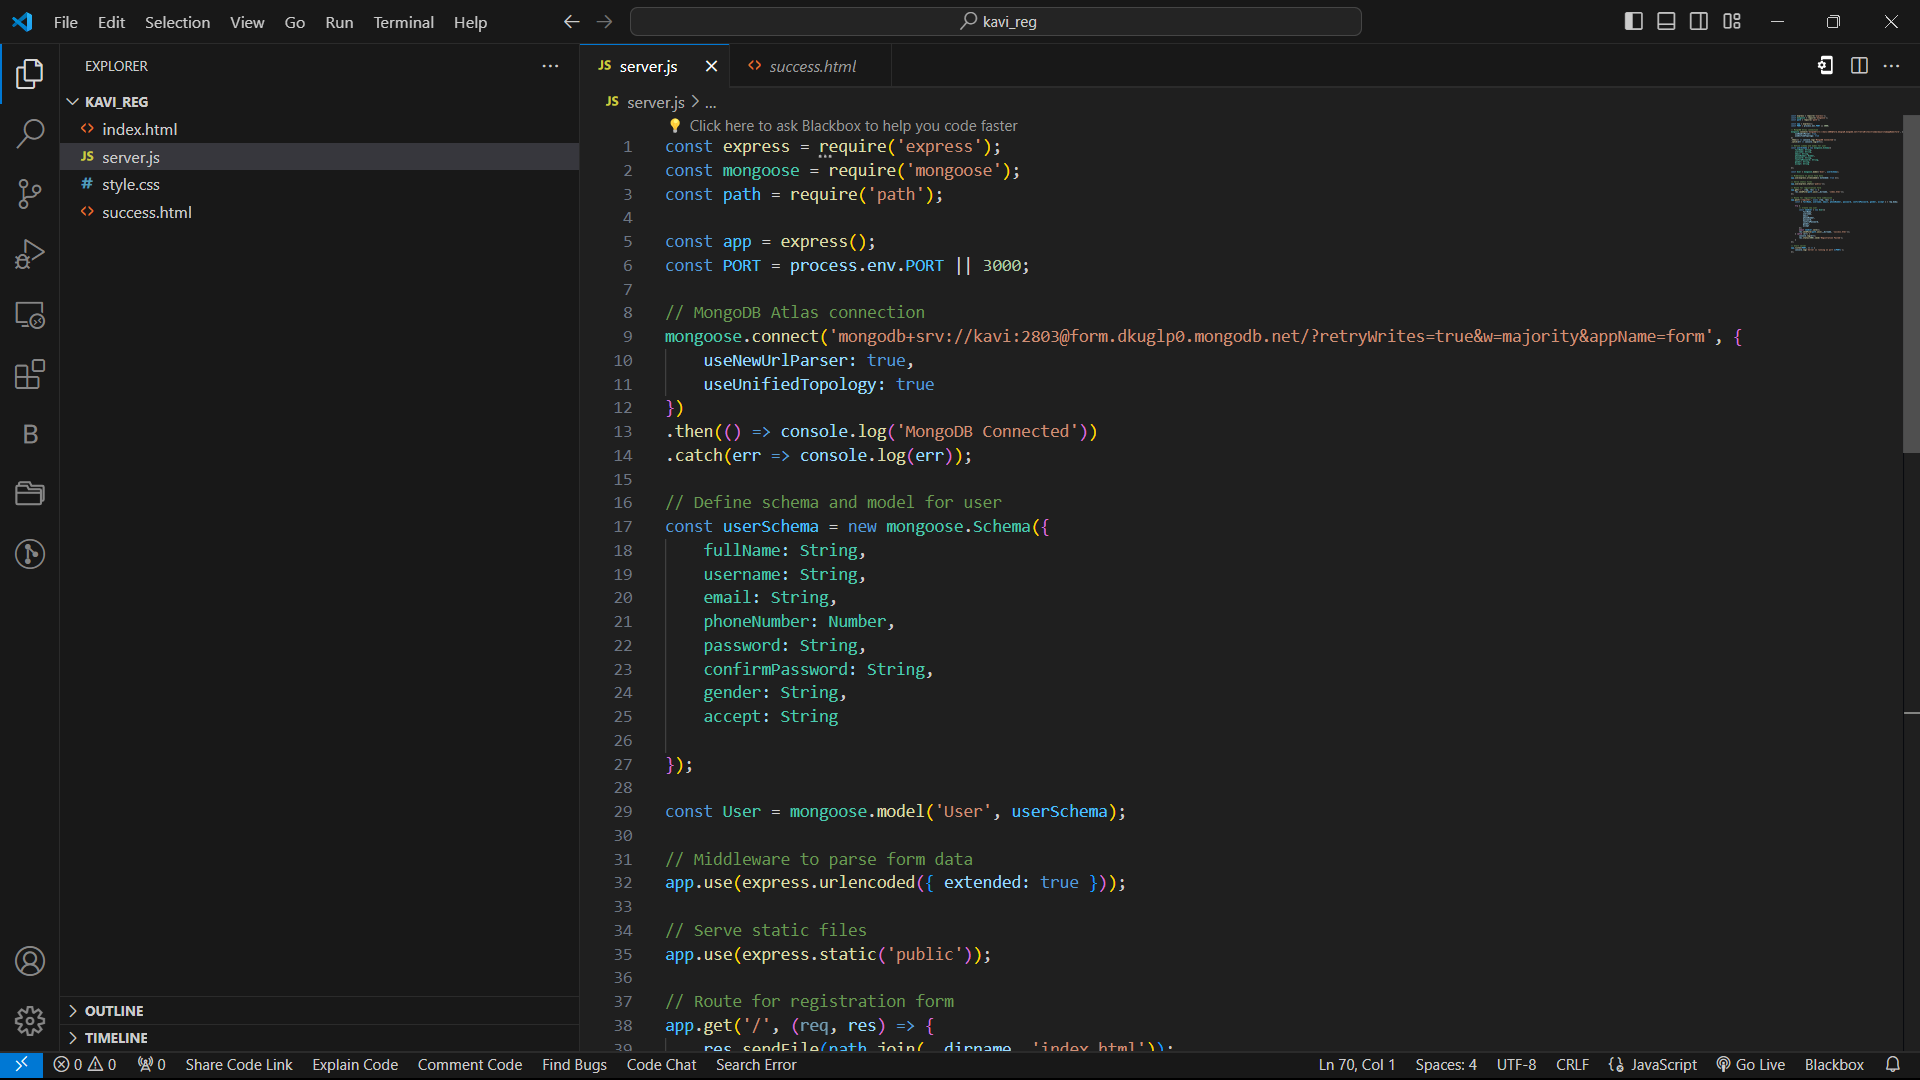 File Edit Selection View Go Run Terminal Help
kavi_reg
EXPLORER
KAVI_REG
index.html
JS server.js
# style.css
success.html
OUTLINE
TIMELINE
JS server.js
success.html
JS server.js > ...
Click here to ask Blackbox to help you code faster
1 const express = require('express');
2 const mongoose = require('mongoose');
3 const path = require('path');
4
5 const app = express();
6 const PORT = process.env.PORT || 3000;
7
8 // MongoDB Atlas connection
9 mongoose.connect('mongodb+srv://kavi:2803@form.dkuglp0.mongodb.net/?retryWrites=true&w=majority&appName=form', {
10 useNewUrlParser: true,
11 useUnifiedTopology: true
12 })
13 .then(() => console.log('MongoDB Connected'))
14 .catch(err => console.log(err));
15
16 // Define schema and model for user
17 const userSchema = new mongoose.Schema({
18 fullName: String,
19 username: String,
20 email: String,
21 phoneNumber: Number,
22 password: String,
23 confirmPassword: String,
24 gender: String,
25 accept: String
26
27 });
28
29 const User = mongoose.model('User', userSchema);
30
31 // Middleware to parse form data
32 app.use(express.urlencoded({ extended: true }));
33
34 // Serve static files
35 app.use(express.static('public'));
36
37 // Route for registration form
38 app.get('/', (req, res) => {
39 res.sendFile(path.join(__dirname, 'index.html'));
0 0 0 Share Code Link Explain Code Comment Code Find Bugs Code Chat Search Error
Ln 70, Col 1 Spaces: 4 UTF-8 CRLF JavaScript Go Live Blackbox